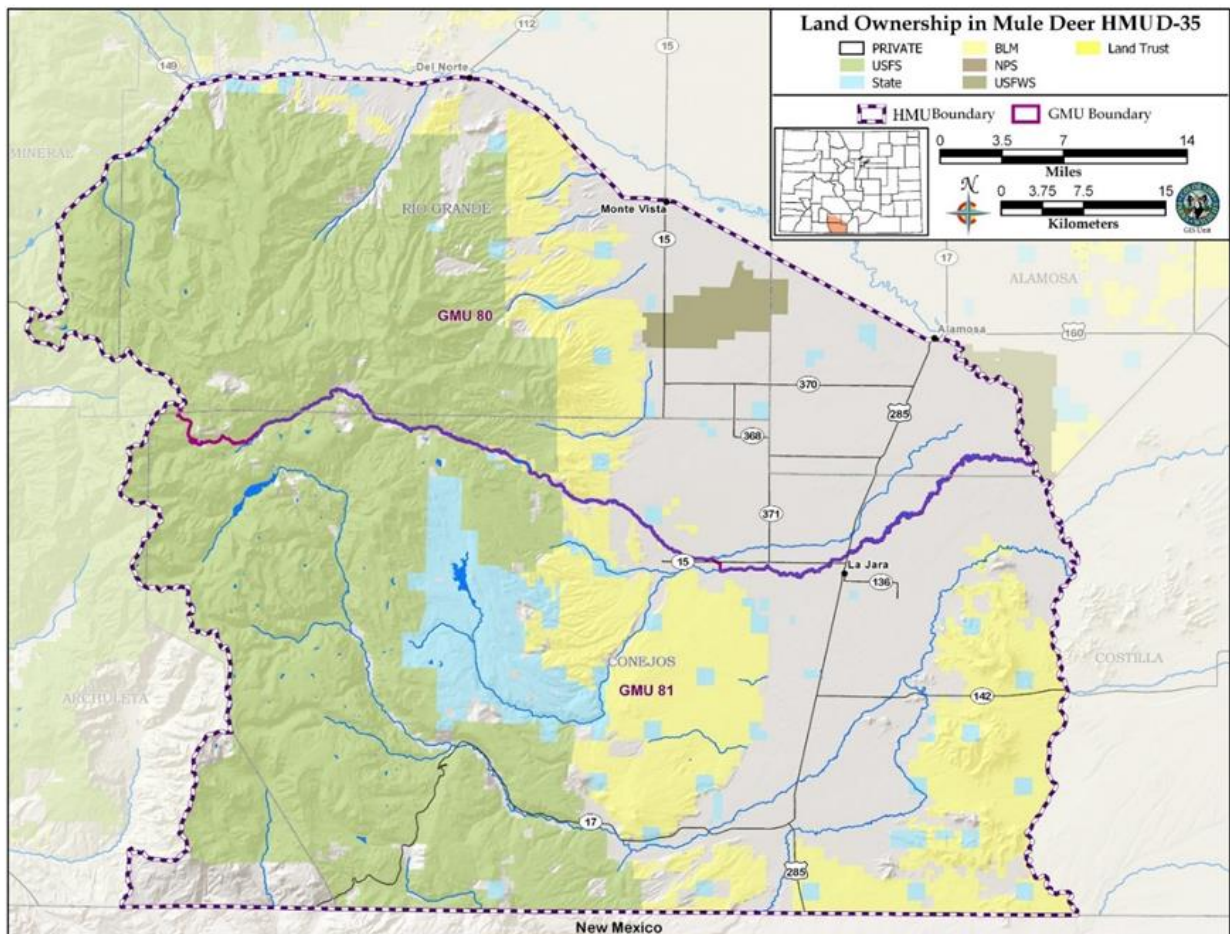 Land Ownership in Mule Deer HMU D-35
PRIVATE BLM Land Trust
USFS NPS
State USFWS
HMU Boundary GMU Boundary
0 3.5 7 14
Miles
N
0 3.75 7.5 15
Kilometers
GIS Unit
112
15
149
Del Norte
MINERAL
RIO GRANDE
Monte Vista
15
17
ALAMOSA
GMU 80
Alamosa
160
370
285
368
371
15
La Jara
136
CONEJOS
COSTILLA
GMU 81
ARCHULETA
142
17
285
New Mexico